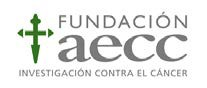 FUNDACIÓN
aecc
INVESTIGACIÓN CONTRA EL CÁNCER